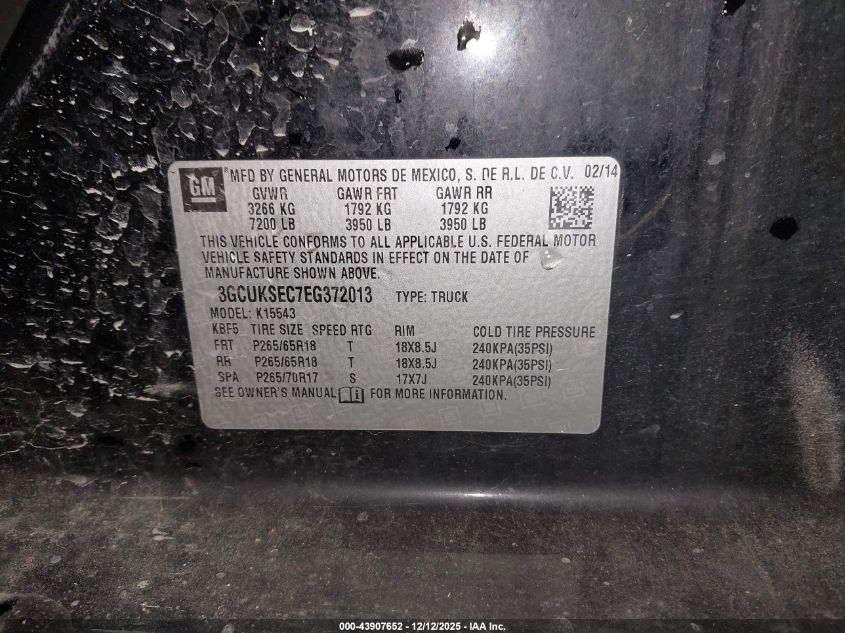 GM ® MFD BY GENERAL MOTORS DE MEXICO, S. DE R.L. DE C.V. 02/14
GVWR GAWR FRT GAWR RR
3266 KG 1792 KG 1792 KG
7200 LB 3950 LB 3950 LB
THIS VEHICLE CONFORMS TO ALL APPLICABLE U.S. FEDERAL MOTOR
VEHICLE SAFETY STANDARDS IN EFFECT ON THE DATE OF
MANUFACTURE SHOWN ABOVE.
3GCUKSEC7EG372013 TYPE: TRUCK
MODEL: K15543
KBF5 TIRE SIZE SPEED RTG RIM COLD TIRE PRESSURE
FRT P265/65R18 T 18X8.5J 240KPA(35PSI)
RR P265/65R18 T 18X8.5J 240KPA(35PSI)
SPA P265/70R17 S 17X7J 240KPA(35PSI)
SEE OWNER'S MANUAL FOR MORE INFORMATION.
000-43907652 - 12/12/2025 - IAA Inc.